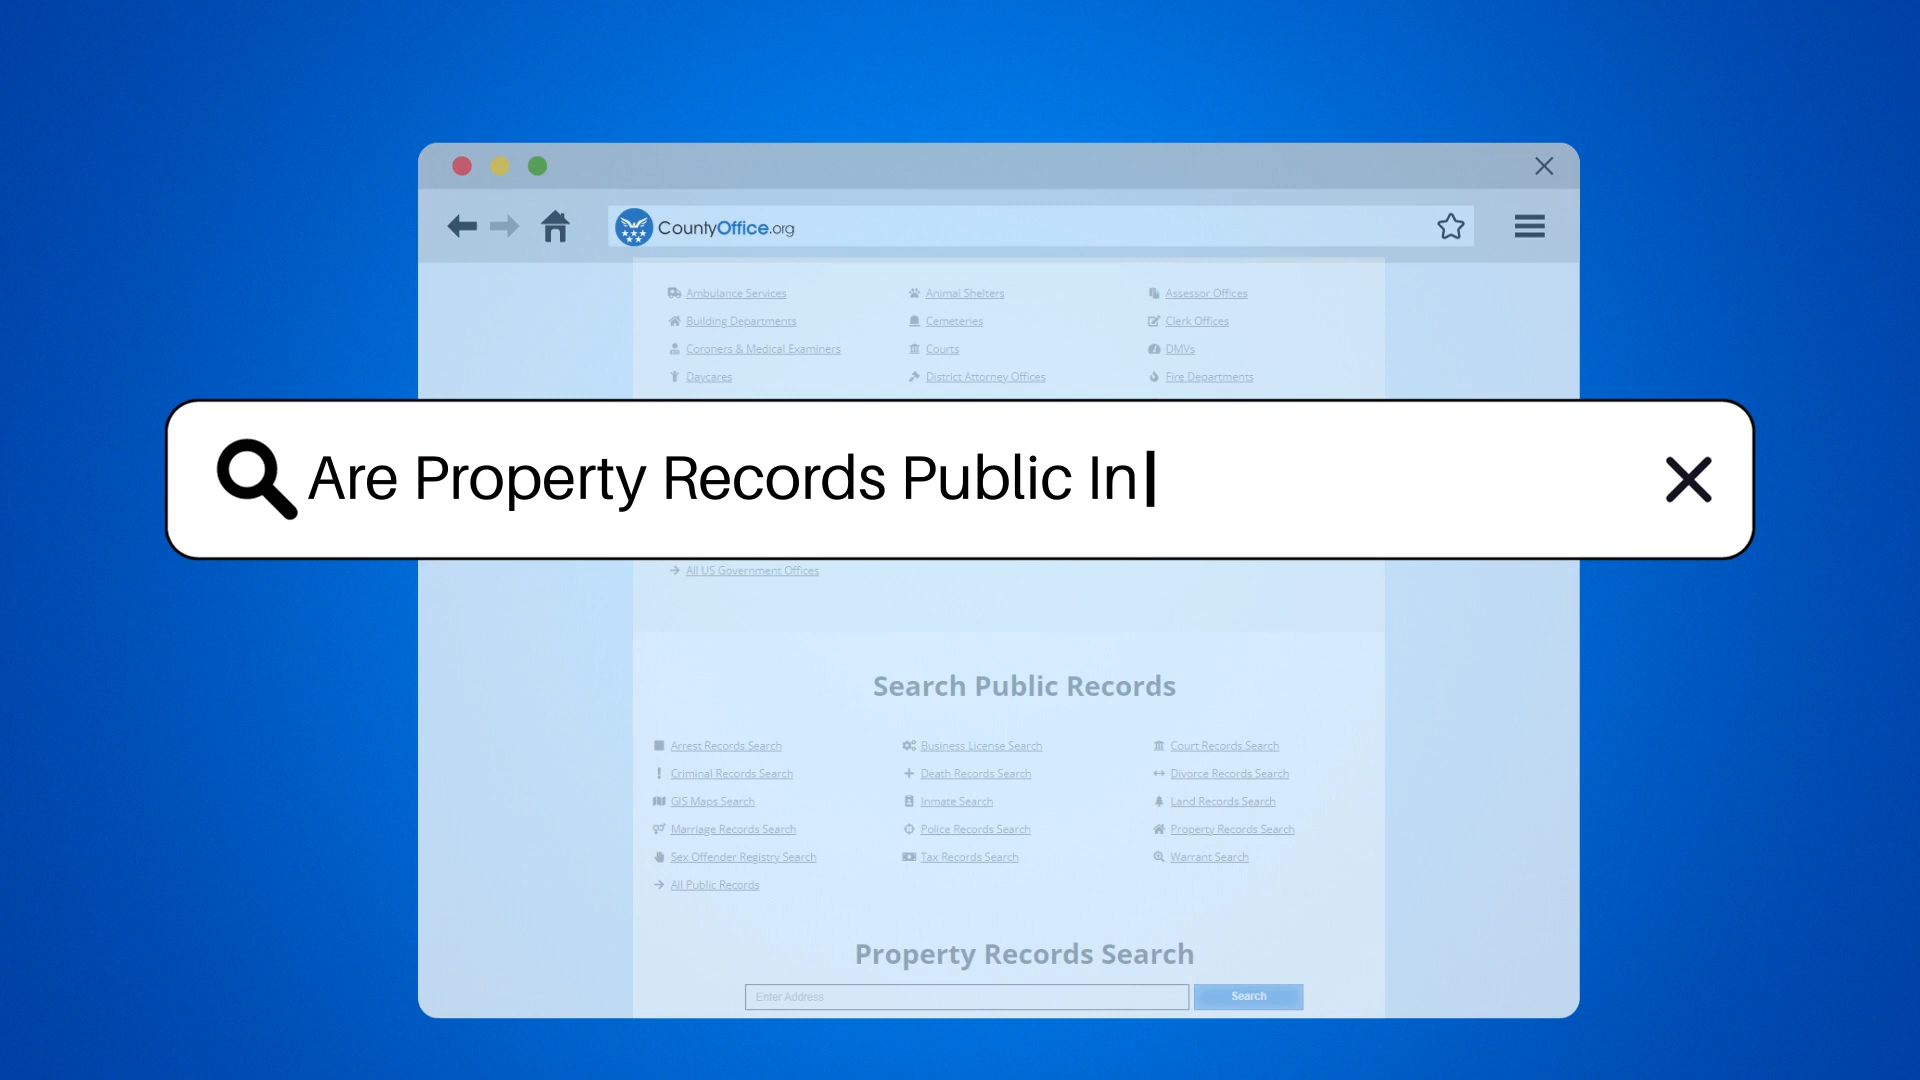 CountyOffice.org
Ambulance Services Animal Shelters Assessor Offices
Building Departments Cemeteries Clerk Offices
Coroners & Medical Examiners Courts DMVs
Daycares District Attorney Offices Fire Departments
Are Property Records Public In
All US Government Offices
Search Public Records
Arrest Records Search Business License Search Court Records Search
Criminal Records Search Death Records Search Divorce Records Search
GIS Maps Search Inmate Search Land Records Search
Marriage Records Search Police Records Search Property Records Search
Sex Offender Registry Search Tax Records Search Warrant Search
All Public Records
Property Records Search
Enter Address Search